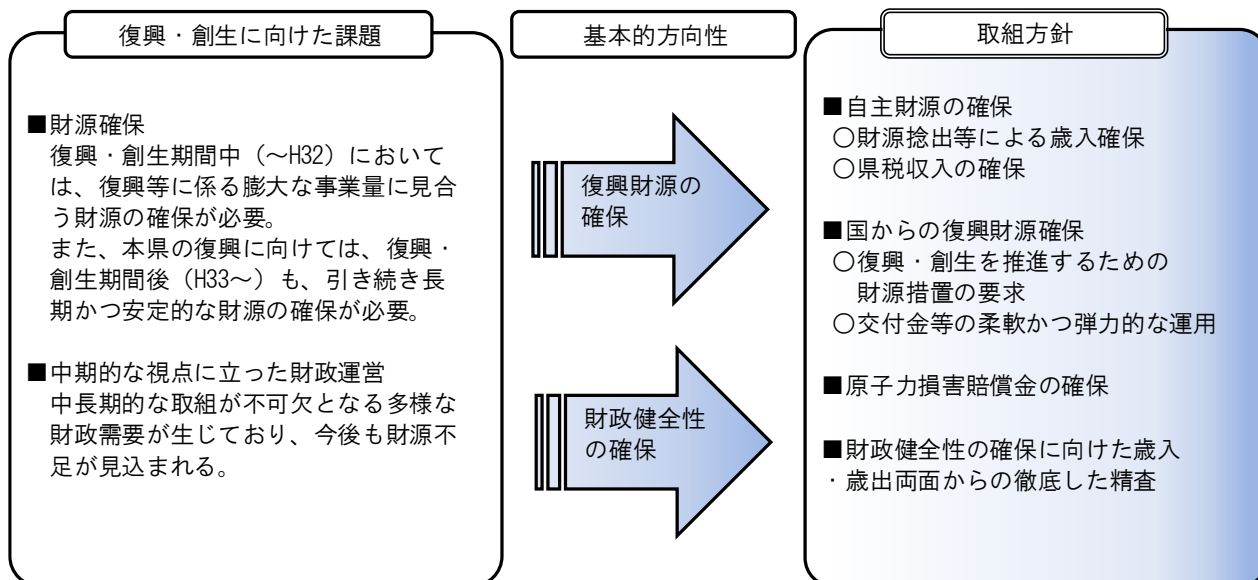 復興・創生に向けた課題
■財源確保
復興・創生期間中（～H32）において
は、復興等に係る膨大な事業量に見合
う財源の確保が必要。
また、本県の復興に向けては、復興・
創生期間後（H33～）も、引き続き長
期かつ安定的な財源の確保が必要。
■中期的な視点に立った財政運営
中長期的な取組が不可欠となる多様な
財政需要が生じており、今後も財源不
足が見込まれる。
基本的方向性
復興財源の
確保
財政健全性
の確保
取組方針
■自主財源の確保
○財源捻出等による歳入確保
○県税収入の確保
■国からの復興財源確保
○復興・創生を推進するための
財源措置の要求
○交付金等の柔軟かつ弾力的な運用
■原子力損害賠償金の確保
■財政健全性の確保に向けた歳入
・歳出両面からの徹底した精査